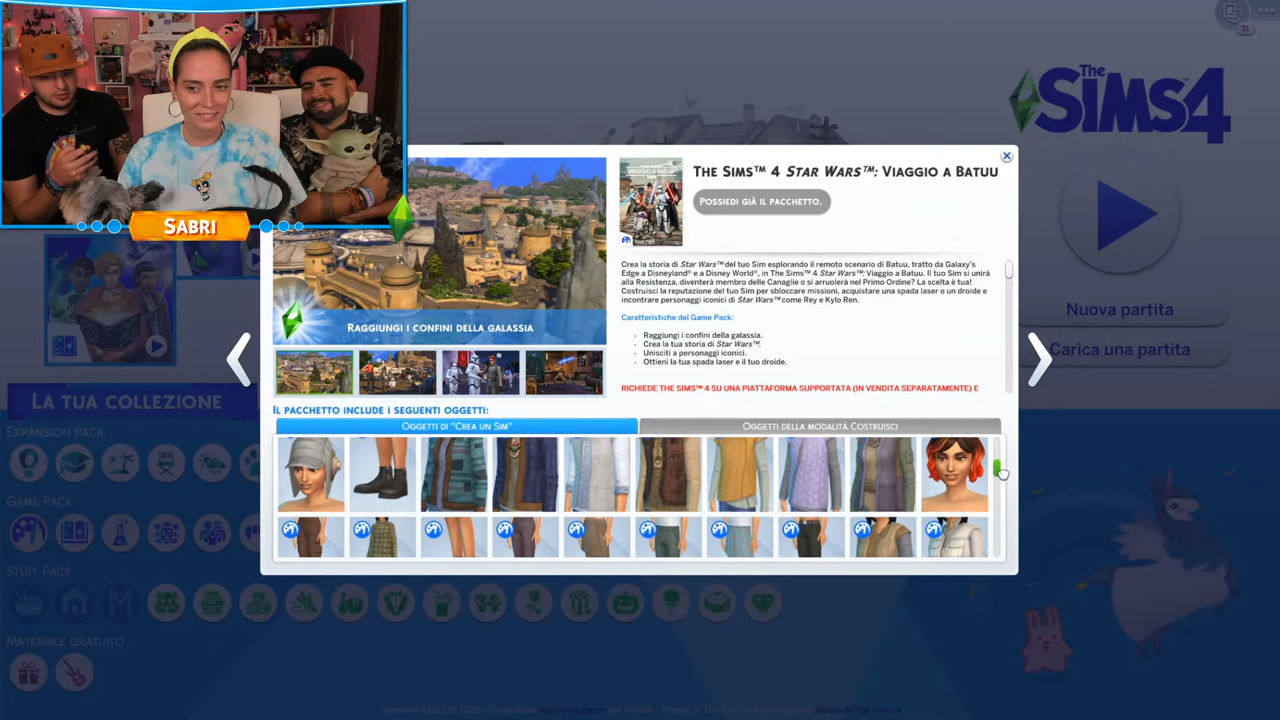 The SIMS 4
31
SABRI
THE SIMS™ 4 STAR WARS™: VIAGGIO A BATUU
POSSIEDI GIÀ IL PACCHETTO.
Crea la storia di Star Wars™ del tuo Sim esplorando il remoto scenario di Batuu, tratto da Galaxy's
Edge a Disneyland® e a Disney World®, in The Sims™ 4 Star Wars™: Viaggio a Batuu. Il tuo Sim si unirà
alla Resistenza, diventerà membro delle Canaglie o si arruolerà nel Primo Ordine? La scelta è tua!
Costruisci la reputazione del tuo Sim per sbloccare missioni, acquistare una spada laser o un droide e
incontrare personaggi iconici di Star Wars™ come Rey e Kylo Ren.
Caratteristiche del Game Pack:
Raggiungi i confini della galassia.
Crea la tua storia di Star Wars™.
Unisciti a personaggi iconici.
Ottieni la tua spada laser e il tuo droide.
RICHIEDE THE SIMS™ 4 SU UNA PIATTAFORMA SUPPORTATA (IN VENDITA SEPARATAMENTE) E
RAGGIUNGI I CONFINI DELLA GALASSIA
Nuova partita
Carica una partita
IL PACCHETTO INCLUDE I SEGUENTI OGGETTI:
OGGETTI DI "CREA UN SIM"
OGGETTI DELLA MODALITÀ COSTRUISCI
LA TUA COLLEZIONE
EXPANSION PACK
GAME PACK
STUFF PACK
MATERIALE GRATUITO